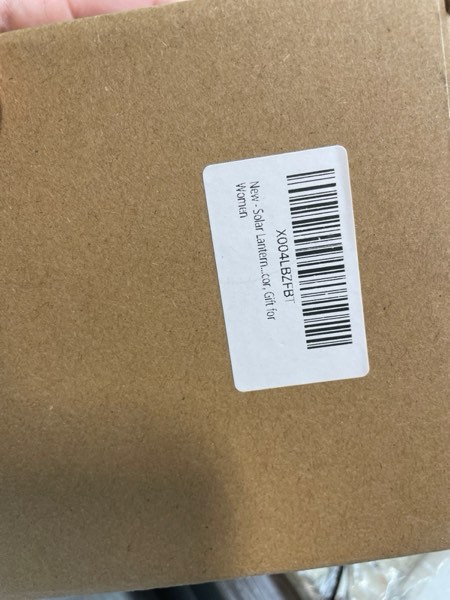 X004LBZFBT
New - Solar Lantern...cor, Gift for
Women